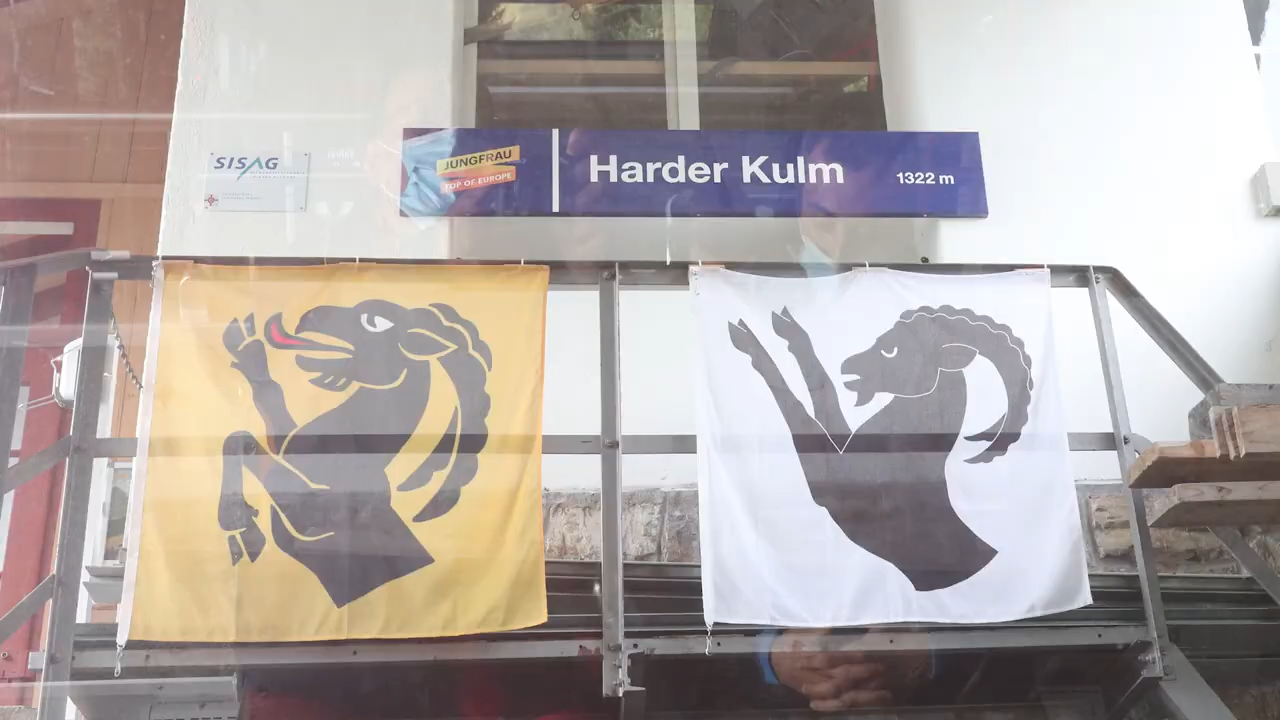 SISAG
JUNGFRAU
TOP OF EUROPE
Harder Kulm
1322 m